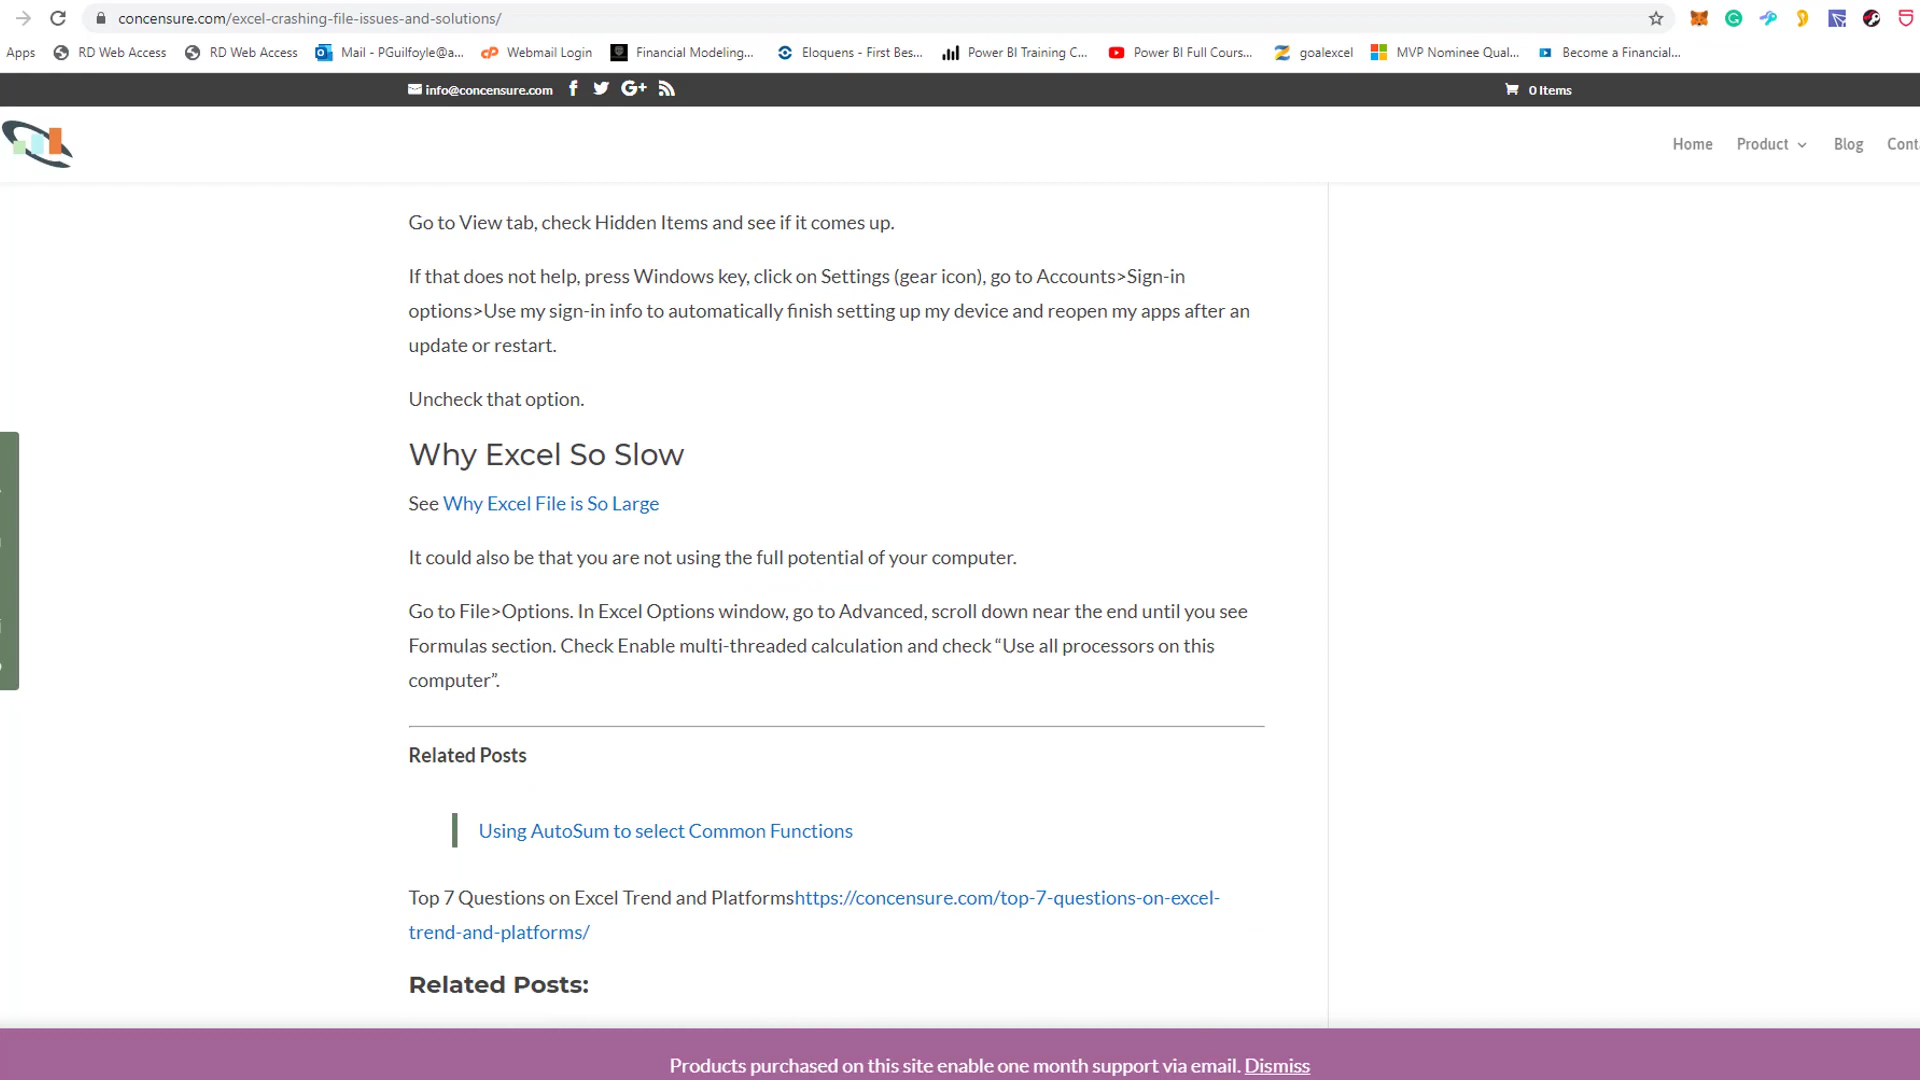 concensure.com/excel-crashing-file-issues-and-solutions/
Apps RD Web Access RD Web Access Mail - PGuilfoyle@a... Webmail Login Financial Modeling... Eloquens - First Bes... Power BI Training C... Power BI Full Cours... goalexcel MVP Nominee Qual... Become a Financial...
info@concensure.com 0 Items
Home Product Blog Cont
Go to View tab, check Hidden Items and see if it comes up.
If that does not help, press Windows key, click on Settings (gear icon), go to Accounts>Sign-in
options>Use my sign-in info to automatically finish setting up my device and reopen my apps after an
update or restart.
Uncheck that option.
Why Excel So Slow
See Why Excel File is So Large
It could also be that you are not using the full potential of your computer.
Go to File>Options. In Excel Options window, go to Advanced, scroll down near the end until you see
Formulas section. Check Enable multi-threaded calculation and check “Use all processors on this
computer”.
Related Posts
Using AutoSum to select Common Functions
Top 7 Questions on Excel Trend and Platformshttps://concensure.com/top-7-questions-on-excel-
trend-and-platforms/
Related Posts:
Products purchased on this site enable one month support via email. Dismiss